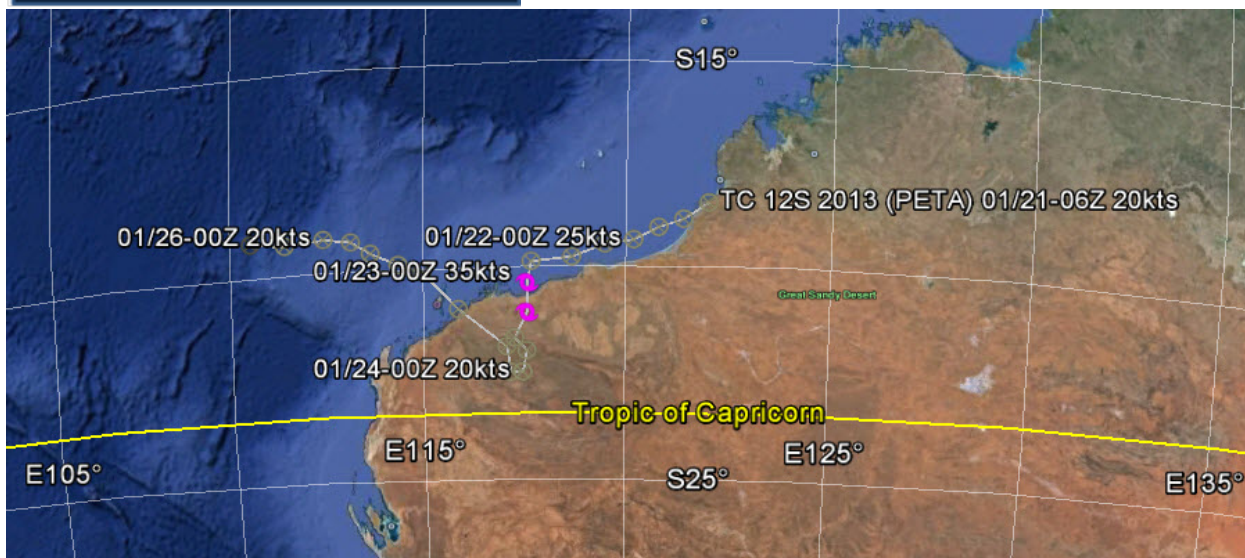 S15°
TC 12S 2013 (PETA) 01/21-06Z 20kts
01/26-00Z 20kts
01/22-00Z 25kts
01/23-00Z 35kts
Great Sandy Desert
01/24-00Z 20kts
Tropic of Capricorn
E105°
E115°
S25°
E125°
E135°